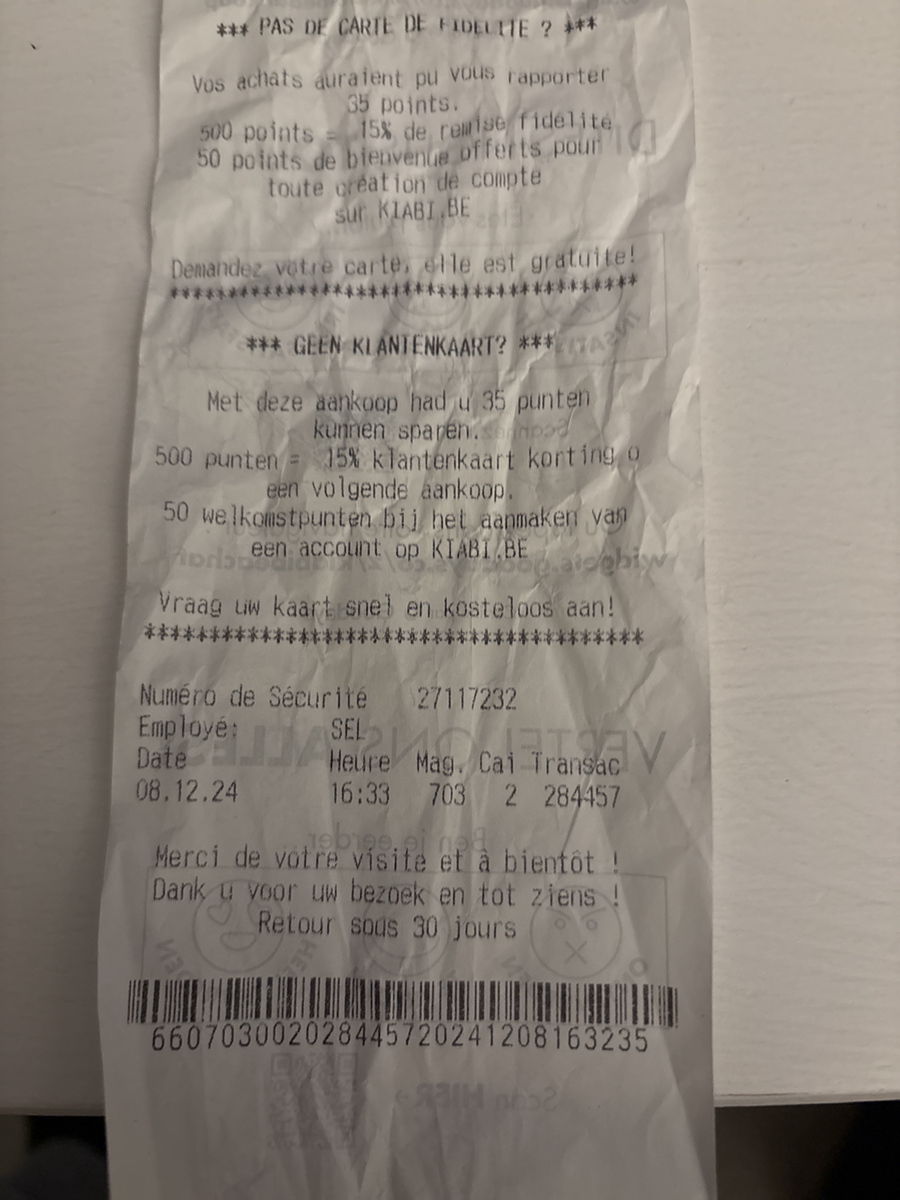 *** PAS DE CARTE DE FIDELITE ? ***
Vos achats auraient pu vous rapporter
35 points.
500 points = 15% de remise fidelite
50 points de bienvenue offerts pour
toute création de compte
sur KIABI.BE
Demandez votre carte, elle est gratuite!
***************************************
*** GEEN KLANTENKAART? ***
Met deze aankoop had u 35 punten
kunnen sparen.
500 punten = 15% klantenkaart korting o
een volgende aankoop.
50 welkomstpunten bij het aanmaken van
een account op KIABI.BE
Vraag uw kaart snel en kosteloos aan!
***************************************
Numéro de Sécurité 27117232
Employé: SEL
Date Heure Mag. Cai Transac
08.12.24 16:33 703 2 284457
Merci de votre visite et à bientôt !
Dank u voor uw bezoek en tot ziens !
Retour sous 30 jours
660703002028445720241208163235